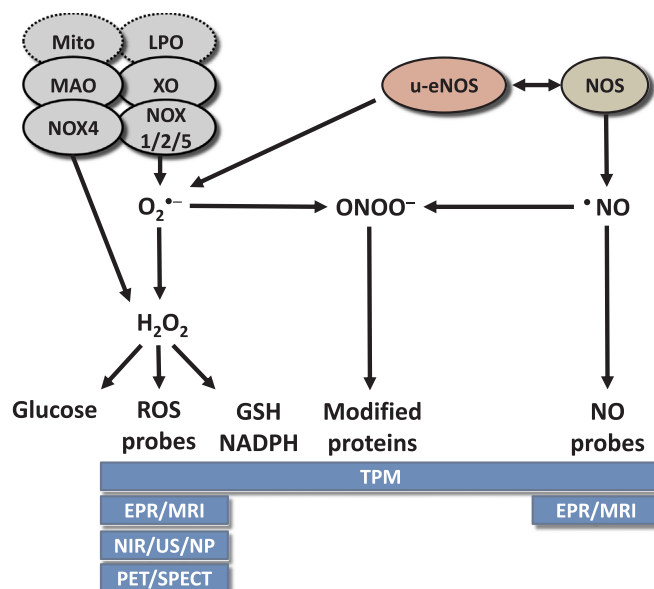 Mito LPO
MAO XO u-eNOS NOS
NOX4 NOX
1/2/5
O₂•− ONOO− •NO
H₂O₂
Glucose ROS GSH Modified NO
probes NADPH proteins probes
TPM
EPR/MRI EPR/MRI
NIR/US/NP
PET/SPECT